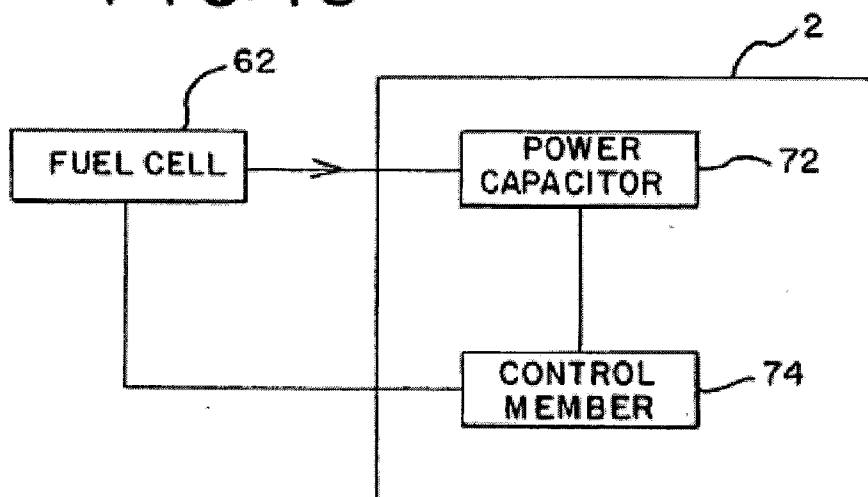 2
62
FUEL CELL
POWER
CAPACITOR
72
CONTROL
MEMBER
74